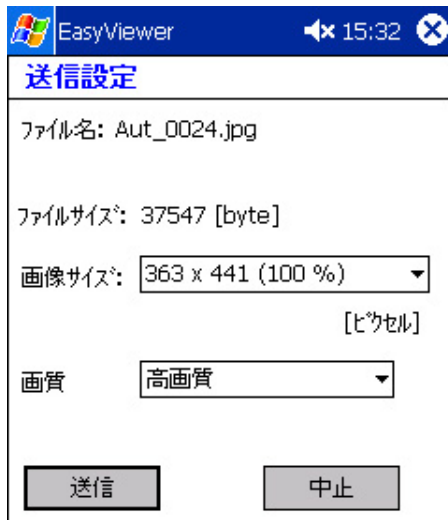 EasyViewer 15:32
送信設定
ファイル名: Aut_0024.jpg
ファイルサイズ: 37547 [byte]
画像サイズ: 363 x 441 (100 %)
[ピクセル]
画質 高画質
送信 中止